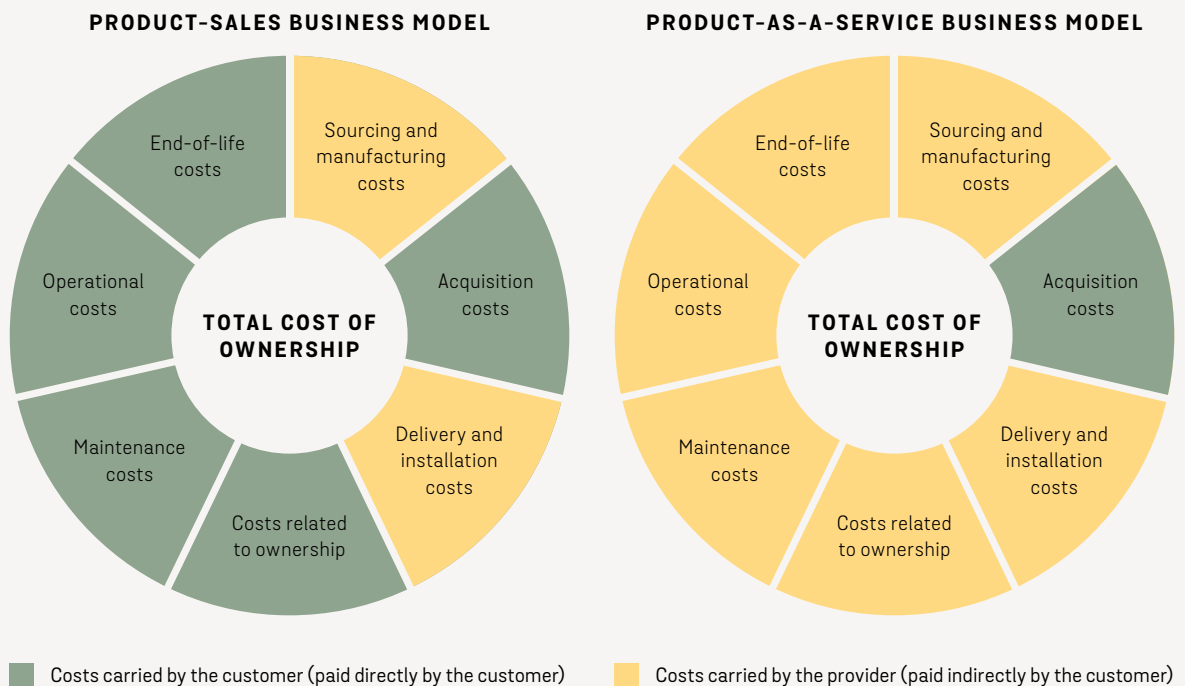 PRODUCT-SALES BUSINESS MODEL
End-of-life
costs
Sourcing and
manufacturing
costs
Operational
costs
Acquisition
costs
TOTAL COST OF
OWNERSHIP
Maintenance
costs
Delivery and
installation
costs
Costs related
to ownership
Costs carried by the customer (paid directly by the customer)
PRODUCT-AS-A-SERVICE BUSINESS MODEL
End-of-life
costs
Sourcing and
manufacturing
costs
Operational
costs
Acquisition
costs
TOTAL COST OF
OWNERSHIP
Maintenance
costs
Delivery and
installation
costs
Costs related
to ownership
Costs carried by the provider (paid indirectly by the customer)